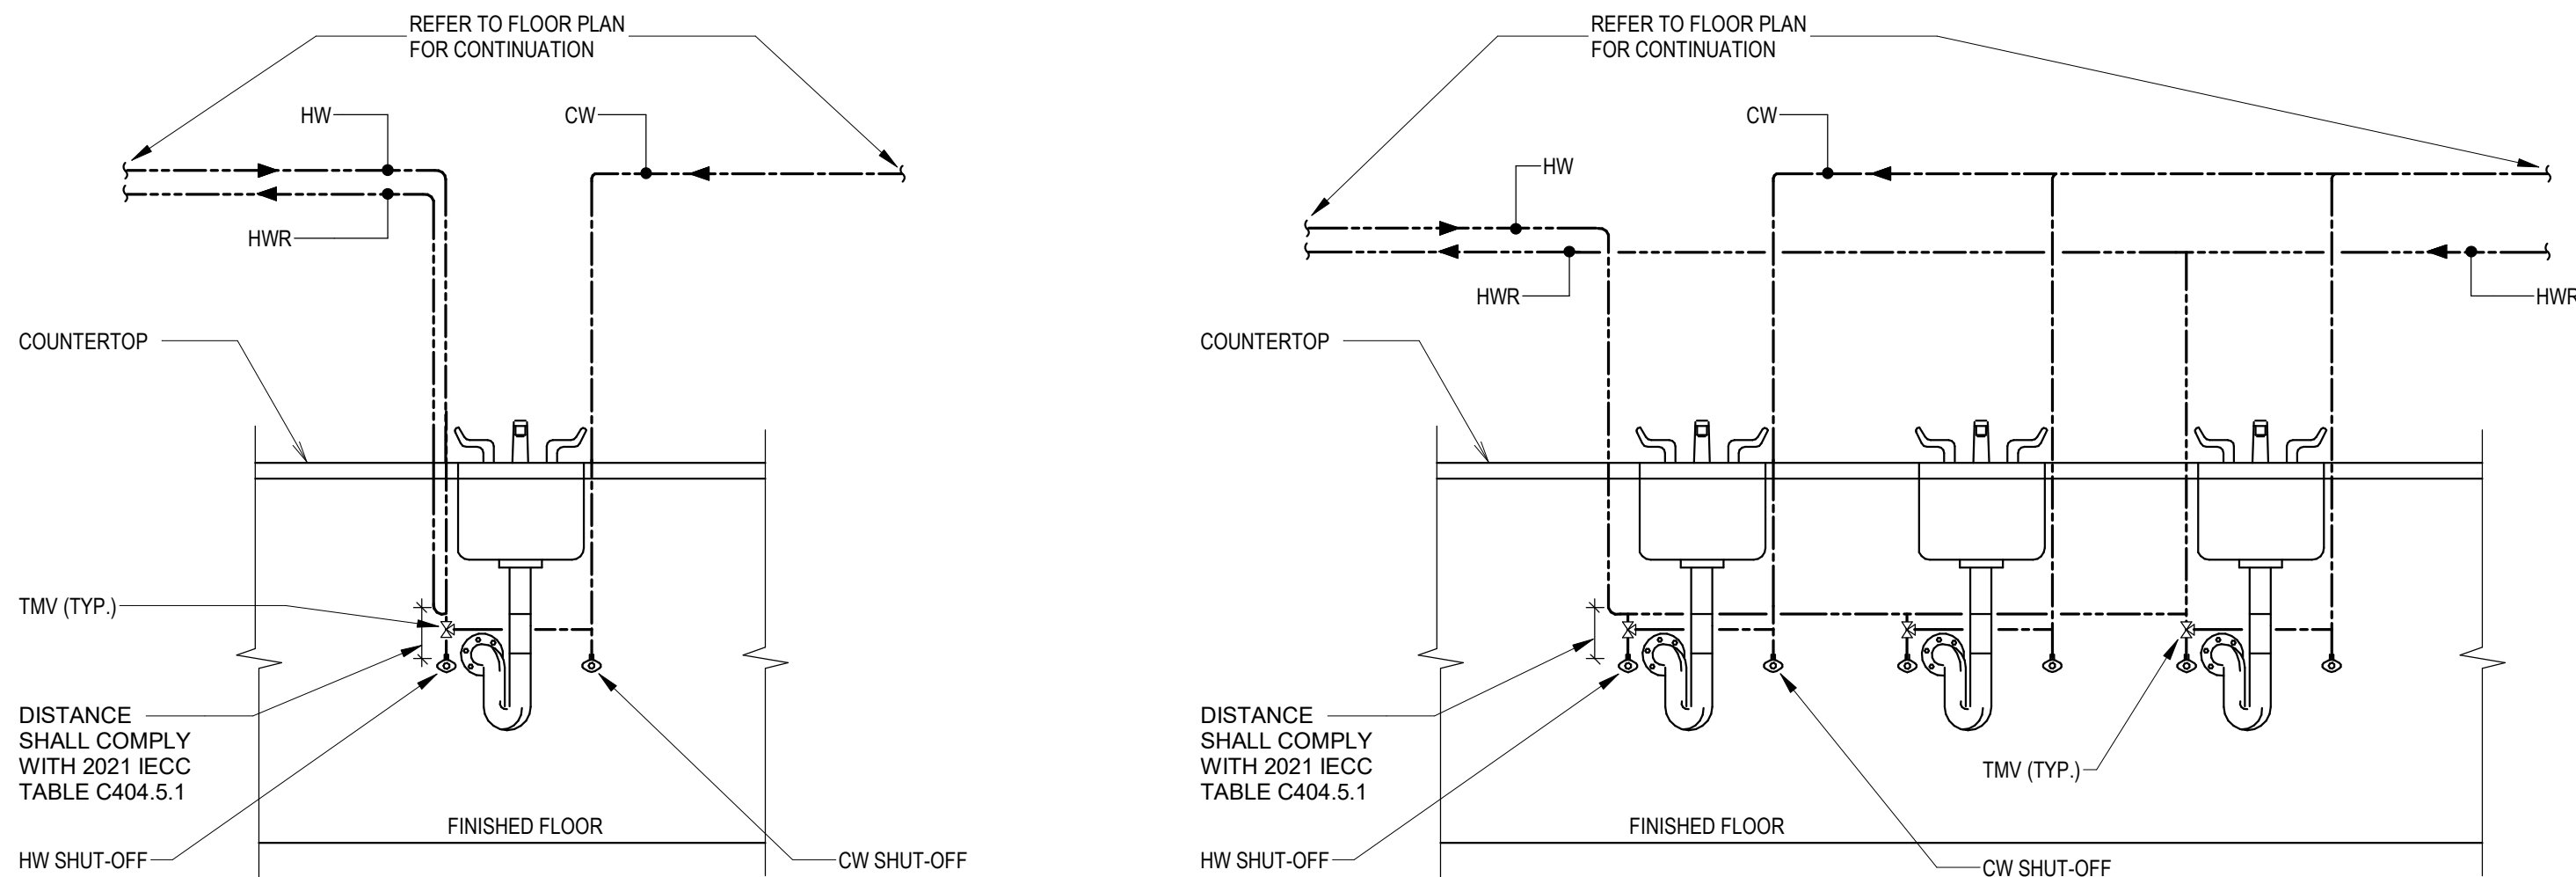 REFER TO FLOOR PLAN
FOR CONTINUATION
HW
CW
HWR
COUNTERTOP
TMV (TYP.)
DISTANCE
SHALL COMPLY
WITH 2021 IECC
TABLE C404.5.1
FINISHED FLOOR
HW SHUT-OFF
CW SHUT-OFF
REFER TO FLOOR PLAN
FOR CONTINUATION
CW
HW
HWR
HWR
COUNTERTOP
DISTANCE
SHALL COMPLY
WITH 2021 IECC
TABLE C404.5.1
TMV (TYP.)
FINISHED FLOOR
HW SHUT-OFF
CW SHUT-OFF